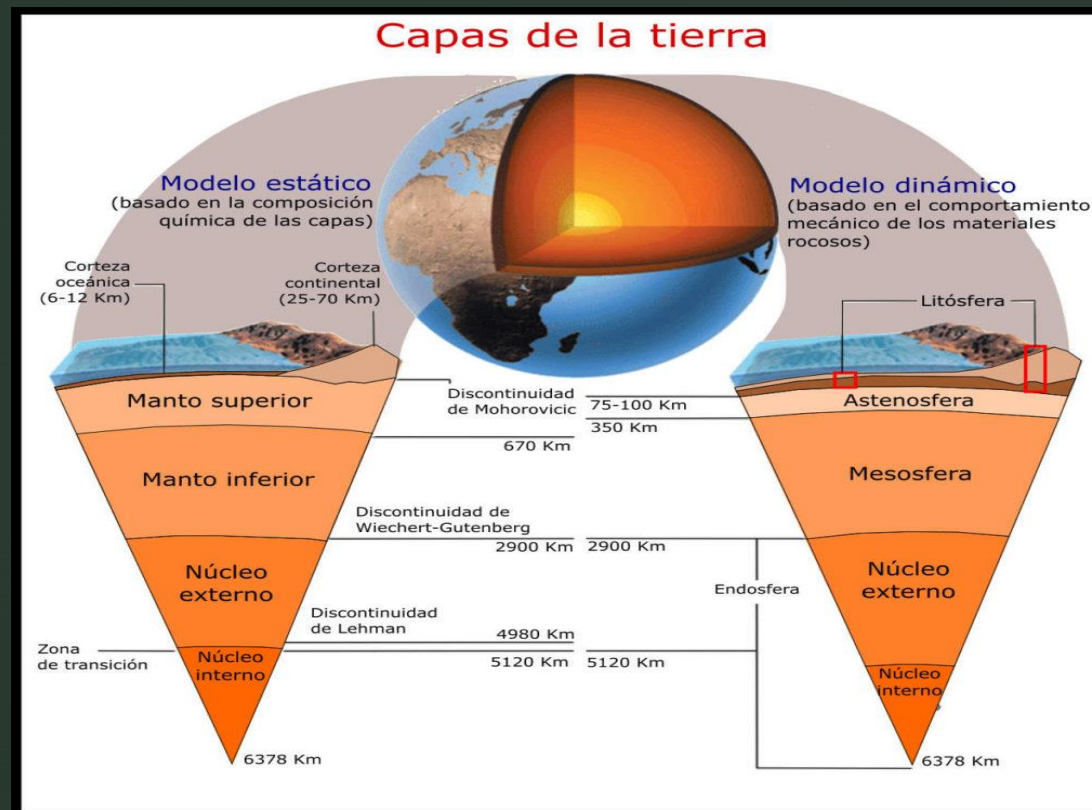 Capas de la tierra
Modelo estático
(basado en la composición
química de las capas)
Corteza
oceánica
(6-12 Km)
Corteza
continental
(25-70 Km)
Manto superior
Manto inferior
Núcleo
externo
Núcleo
interno
Zona
de transición
6378 Km
Discontinuidad
de Mohorovicic
670 Km
Discontinuidad de
Wiechert-Gutenberg
2900 Km
Discontinuidad
de Lehman
4980 Km
5120 Km
Modelo dinámico
(basado en el comportamiento
mecánico de los materiales
rocosos)
Litósfera
75-100 Km
350 Km
2900 Km
Endosfera
5120 Km
Astenosfera
Mesosfera
Núcleo
externo
Núcleo
interno
6378 Km